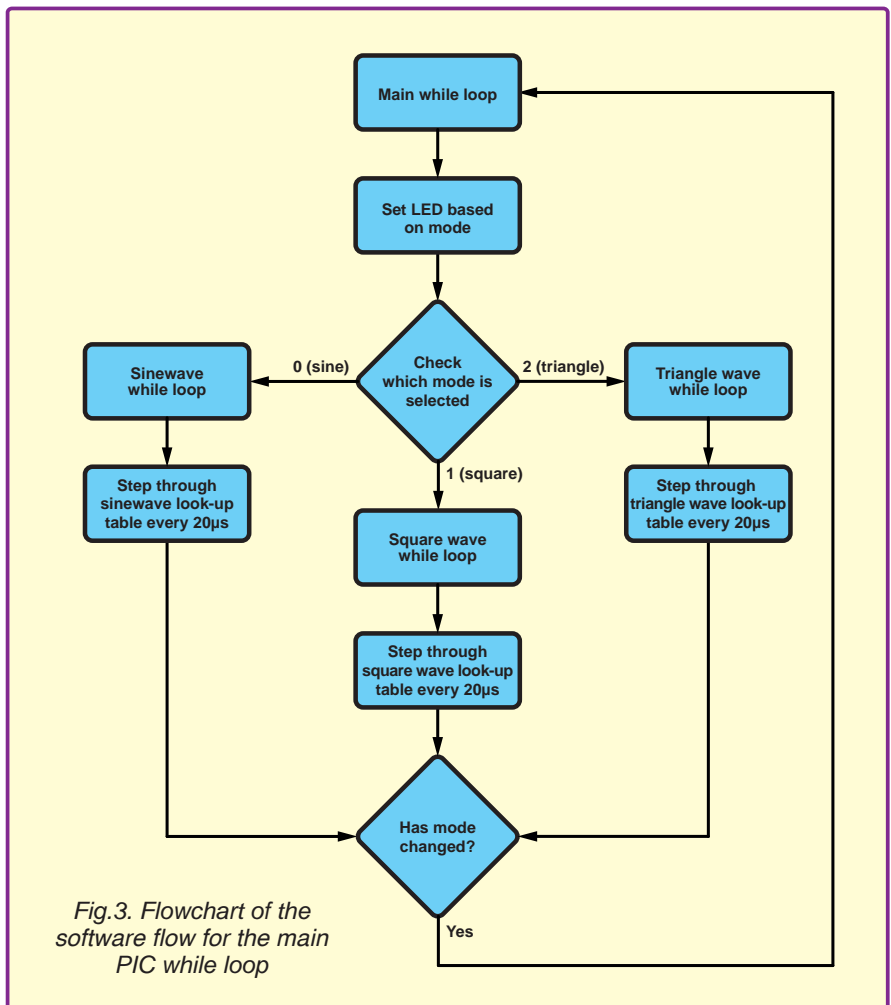 Main while loop
Set LED based
on mode
Check
which mode is
selected
0 (sine)
2 (triangle)
1 (square)
Sinewave
while loop
Step through
sinewave look-up
table every 20µs
Square wave
while loop
Step through
square wave look-up
table every 20µs
Triangle wave
while loop
Step through
triangle wave look-up
table every 20µs
Has mode
changed?
Yes
Fig.3. Flowchart of the
software flow for the main
PIC while loop